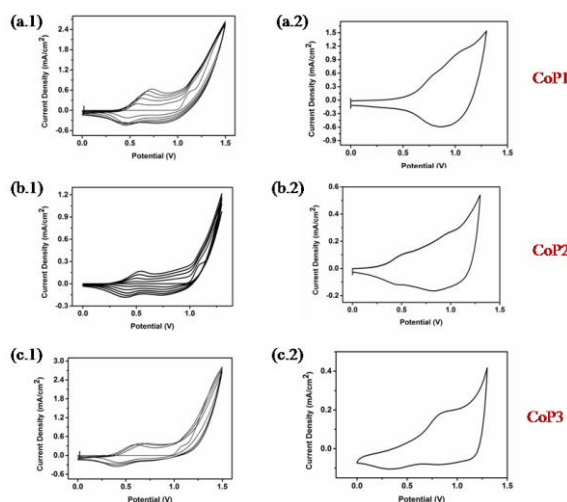 (a.1)
Current Density (mA/cm²)
2.4
1.8
1.2
0.6
0.0
-0.6
0.0 0.5 1.0 1.5
Potential (V)
(a.2)
Current Density (mA/cm²)
1.5
1.2
0.9
0.6
0.3
0.0
-0.3
-0.6
-0.9
0.0 0.5 1.0 1.5
Potential (V)
CoP1
(b.1)
Current Density (mA/cm²)
1.2
0.9
0.6
0.3
0.0
-0.3
0.0 0.5 1.0
Potential (V)
(b.2)
Current Density (mA/cm²)
0.6
0.4
0.2
0.0
-0.2
0.0 0.5 1.0 1.5
Potential (V)
CoP2
(c.1)
Current Density (mA/cm²)
3.0
2.4
1.8
1.2
0.6
0.0
-0.6
0.0 0.5 1.0 1.5
Potential (V)
(c.2)
Current Density (mA/cm²)
0.4
0.2
0.0
0.0 0.5 1.0 1.5
Potential (V)
CoP3